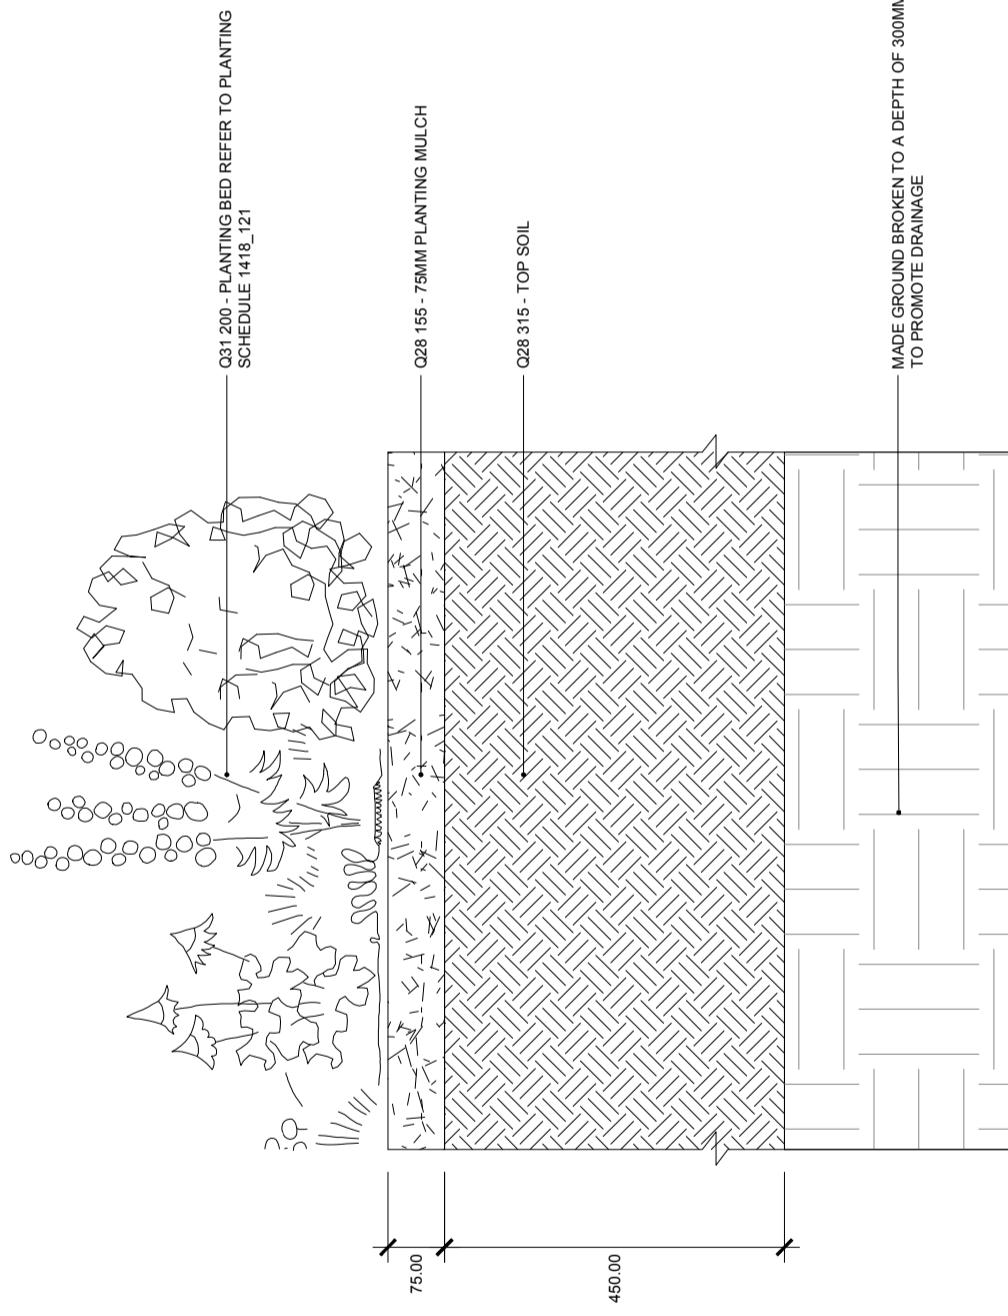 Q31 200 - PLANTING BED REFER TO PLANTING
SCHEDULE 1418_121
Q28 155 - 75MM PLANTING MULCH
Q28 315 - TOP SOIL
MADE GROUND BROKEN TO A DEPTH OF 300MM
TO PROMOTE DRAINAGE
75.00
450.00